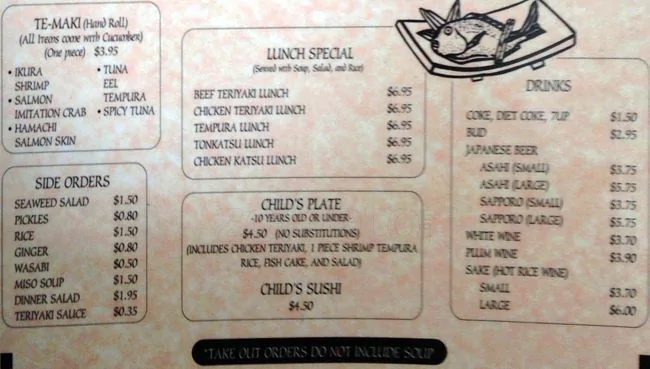 TE-MAKI (Hand Roll)
(All Items come with Cucumber)
(One piece) $3.95
• IKURA
SHRIMP
• SALMON
IMITATION CRAB
• HAMACHI
SALMON SKIN
• TUNA
EEL
TEMPURA
• SPICY TUNA
SIDE ORDERS
SEAWEED SALAD $1.50
PICKLES $0.80
RICE $1.50
GINGER $0.80
WASABI $0.50
MISO SOUP $1.50
DINNER SALAD $1.95
TERIYAKI SAUCE $0.35
LUNCH SPECIAL
(Served with Soup, Salad, and Rice)
BEEF TERIYAKI LUNCH $6.95
CHICKEN TERIYAKI LUNCH $6.95
TEMPURA LUNCH $6.95
TONKATSU LUNCH $6.95
CHICKEN KATSU LUNCH $6.95
CHILD'S PLATE
-10 YEARS OLD OR UNDER-
$4.50 (NO SUBSTITUTIONS)
(INCLUDES CHICKEN TERIYAKI, 1 PIECE SHRIMP TEMPURA
RICE, FISH CAKE, AND SALAD)
CHILD'S SUSHI
$4.50
DRINKS
COKE, DIET COKE, 7UP $1.50
BUD $2.95
JAPANESE BEER
ASAHI (SMALL) $3.75
ASAHI (LARGE) $5.75
SAPPORO (SMALL) $3.75
SAPPORO (LARGE) $5.75
WHITE WINE $3.70
PLUM WINE $3.90
SAKE (HOT RICE WINE)
SMALL $3.70
LARGE $6.00
*TAKE OUT ORDERS DO NOT INCLUDE SOUP